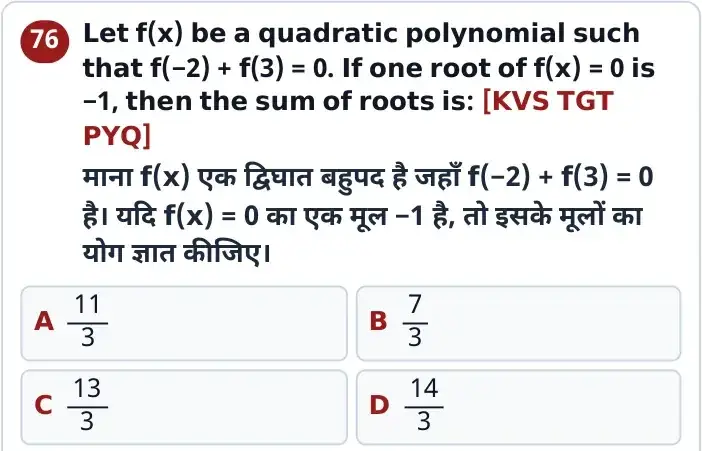 76 Let f(x) be a quadratic polynomial such
that f(−2) + f(3) = 0. If one root of f(x) = 0 is
−1, then the sum of roots is: [KVS TGT
PYQ]
माना f(x) एक द्विघात बहुपद है जहाँ f(−2) + f(3) = 0
है। यदि f(x) = 0 का एक मूल −1 है, तो इसके मूलों का
योग ज्ञात कीजिए।
A 11/3
B 7/3
C 13/3
D 14/3